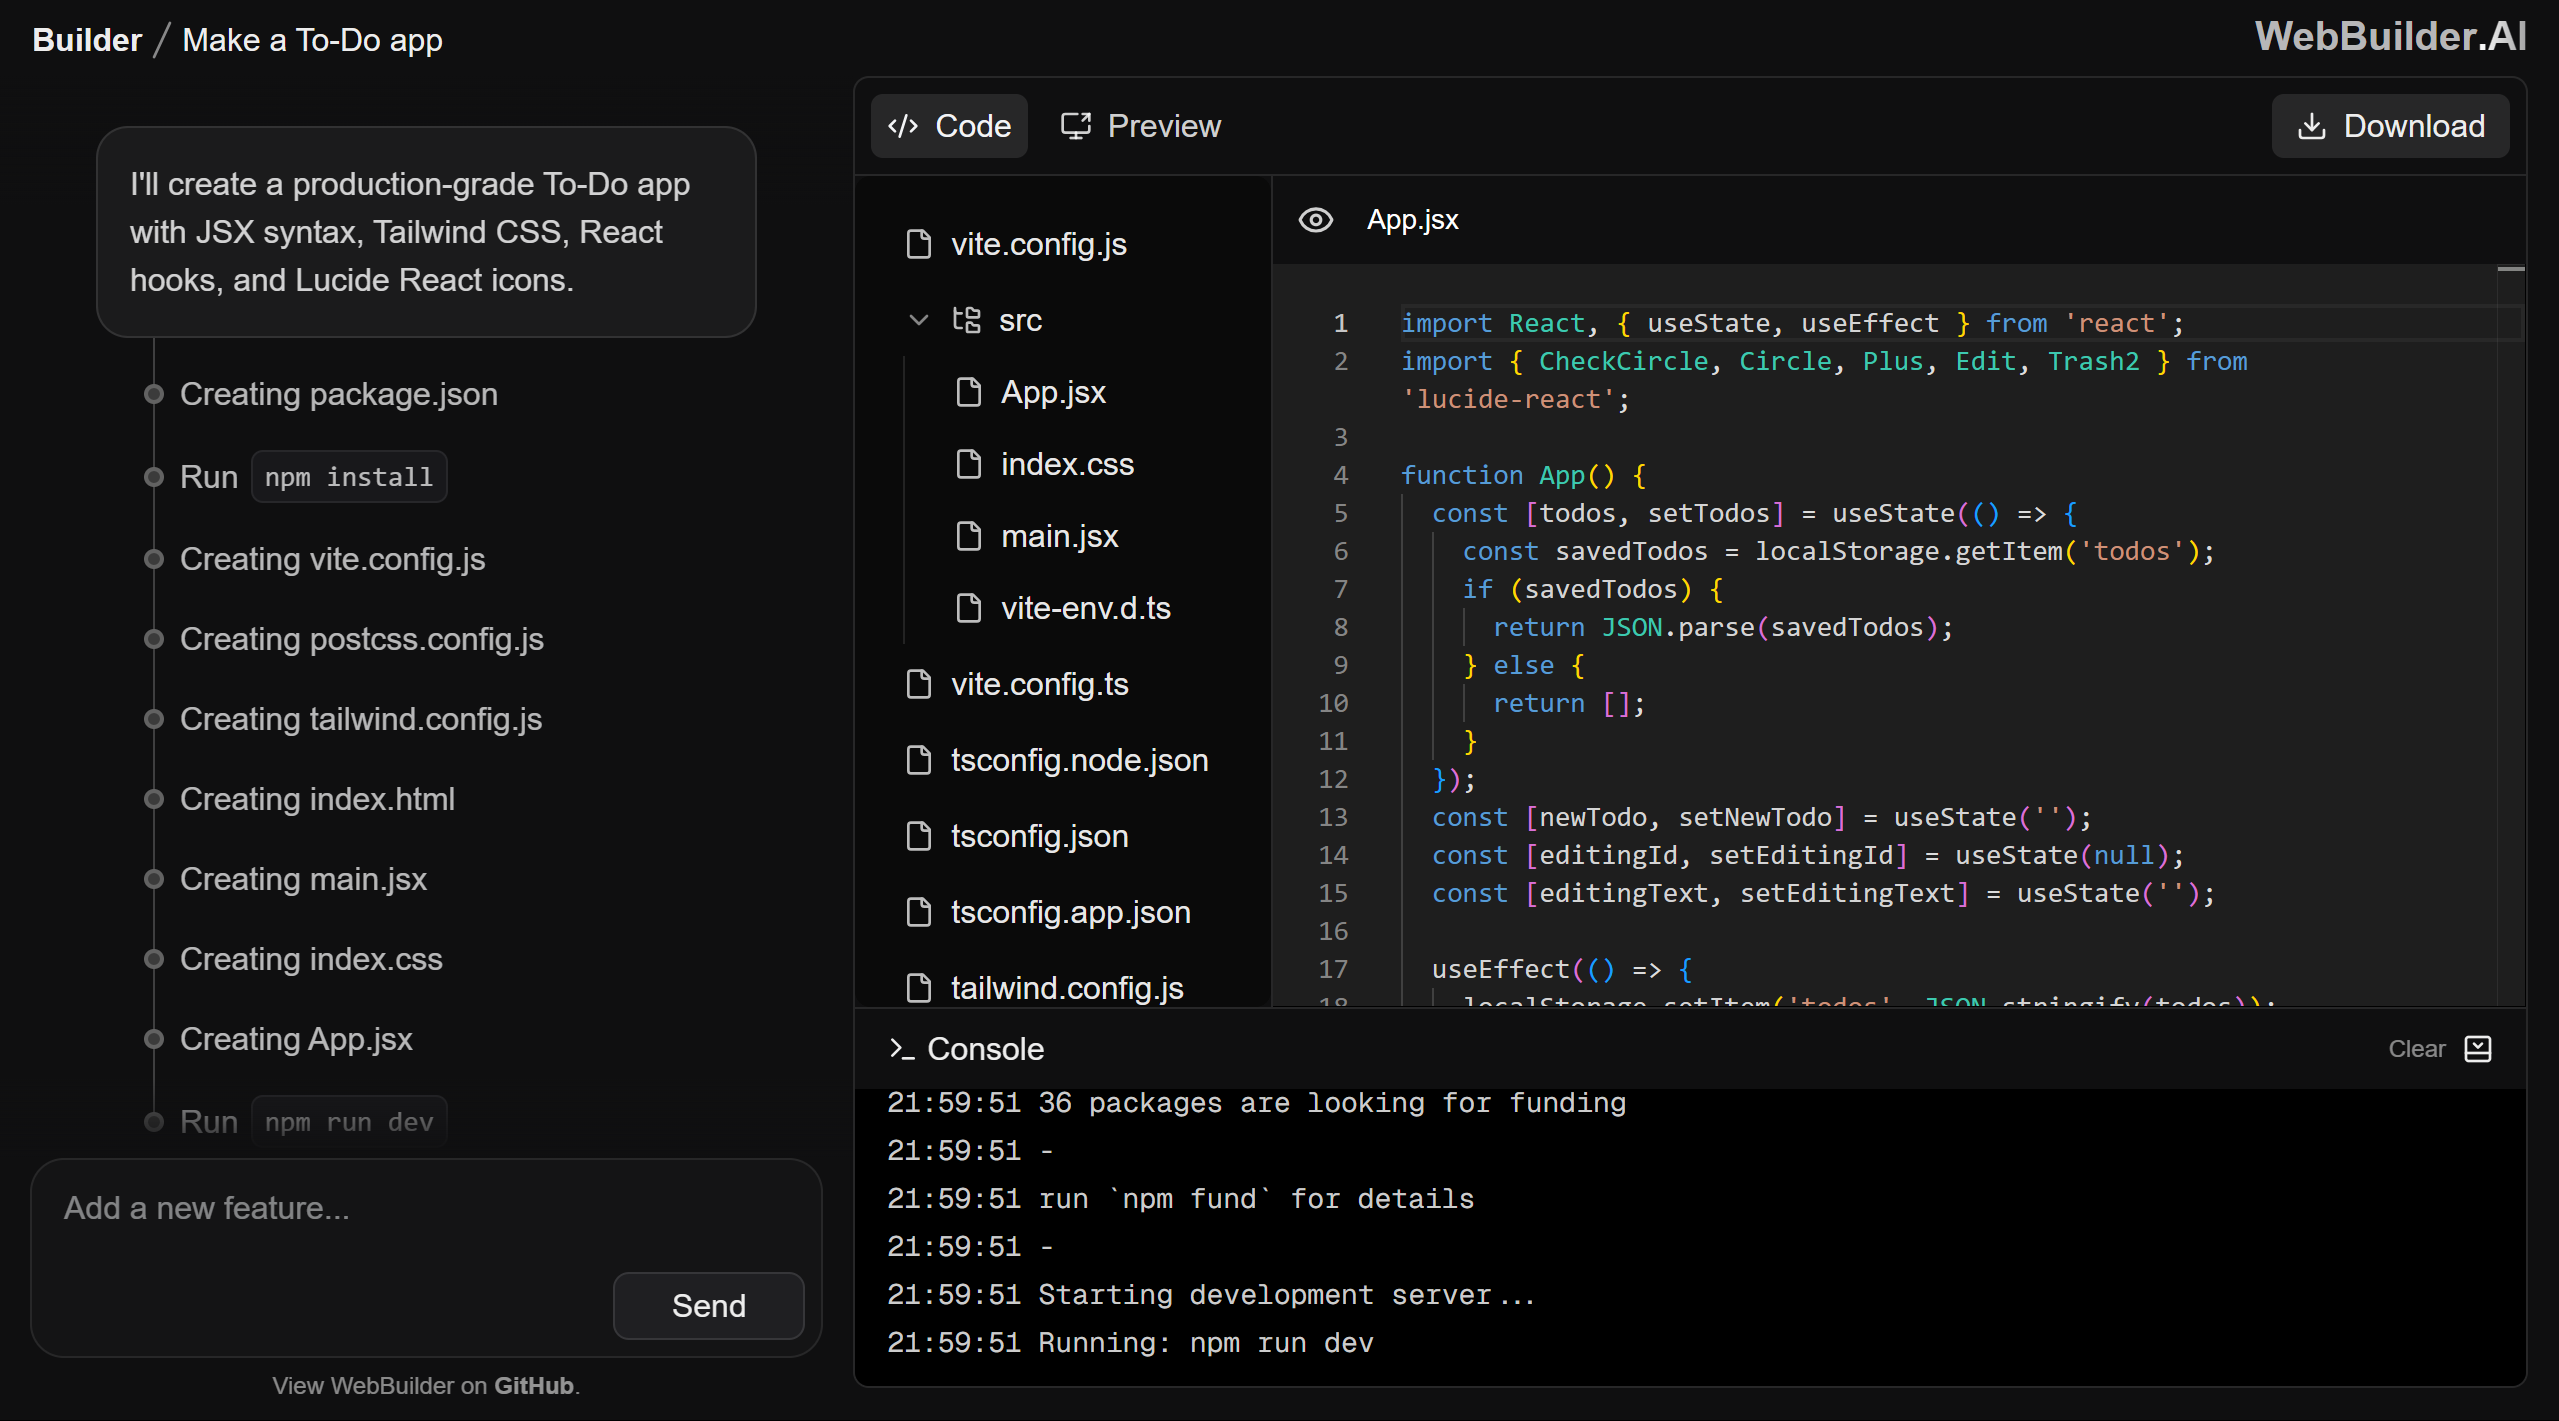 Builder / Make a To-Do app
WebBuilder.AI
I'll create a production-grade To-Do app
with JSX syntax, Tailwind CSS, React
hooks, and Lucide React icons.
Creating package.json
Run npm install
Creating vite.config.js
Creating postcss.config.js
Creating tailwind.config.js
Creating index.html
Creating main.jsx
Creating index.css
Creating App.jsx
Run npm run dev
Add a new feature...
Send
View WebBuilder on GitHub.
Code
Preview
Download
vite.config.js
src
App.jsx
index.css
main.jsx
vite-env.d.ts
vite.config.ts
tsconfig.node.json
tsconfig.json
tsconfig.app.json
tailwind.config.js
App.jsx
1 import React, { useState, useEffect } from 'react';
2 import { CheckCircle, Circle, Plus, Edit, Trash2 } from
'lucide-react';
3
4 function App() {
5 const [todos, setTodos] = useState(() => {
6 const savedTodos = localStorage.getItem('todos');
7 if (savedTodos) {
8 return JSON.parse(savedTodos);
9 } else {
10 return [];
11 }
12 });
13 const [newTodo, setNewTodo] = useState('');
14 const [editingId, setEditingId] = useState(null);
15 const [editingText, setEditingText] = useState('');
16
17 useEffect(() => {
18 localStorage.setItem('todos', JSON.stringify(todos));
>_ Console
Clear
21:59:51 36 packages are looking for funding
21:59:51 -
21:59:51 run `npm fund` for details
21:59:51 -
21:59:51 Starting development server...
21:59:51 Running: npm run dev